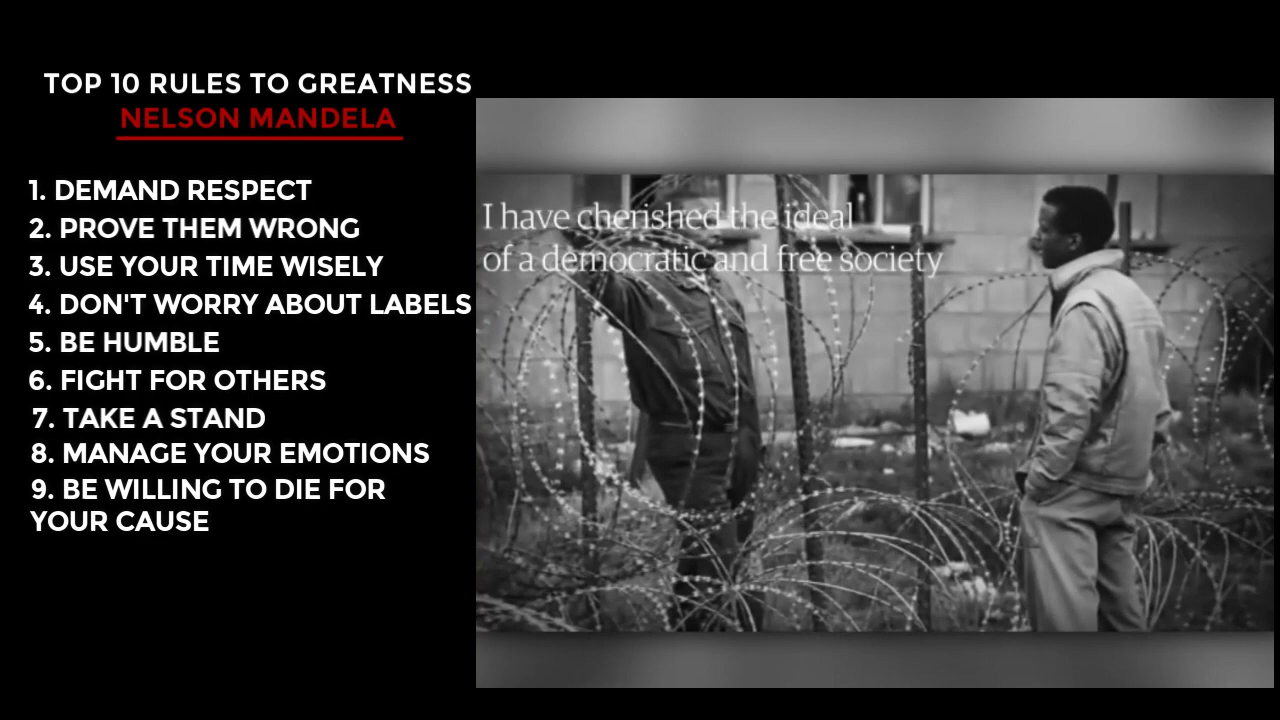 TOP 10 RULES TO GREATNESS
NELSON MANDELA
1. DEMAND RESPECT
2. PROVE THEM WRONG
3. USE YOUR TIME WISELY
4. DON'T WORRY ABOUT LABELS
5. BE HUMBLE
6. FIGHT FOR OTHERS
7. TAKE A STAND
8. MANAGE YOUR EMOTIONS
9. BE WILLING TO DIE FOR
YOUR CAUSE
I have cherished the ideal
of a democratic and free society